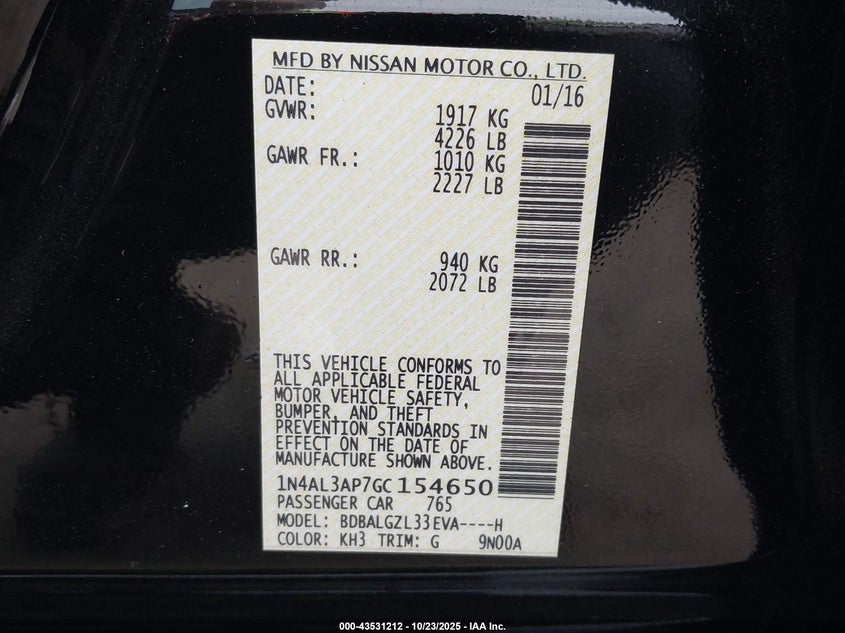 MFD BY NISSAN MOTOR CO., LTD.
DATE: 01/16
GVWR: 1917 KG
4226 LB
GAWR FR.: 1010 KG
2227 LB
GAWR RR.: 940 KG
2072 LB
THIS VEHICLE CONFORMS TO
ALL APPLICABLE FEDERAL
MOTOR VEHICLE SAFETY,
BUMPER, AND THEFT
PREVENTION STANDARDS IN
EFFECT ON THE DATE OF
MANUFACTURE SHOWN ABOVE.
1N4AL3AP7GC154650
PASSENGER CAR 765
MODEL: BDBALGZL33EVA----H
COLOR: KH3 TRIM: G 9N00A
000-43531212 - 10/23/2025 - IAA Inc.